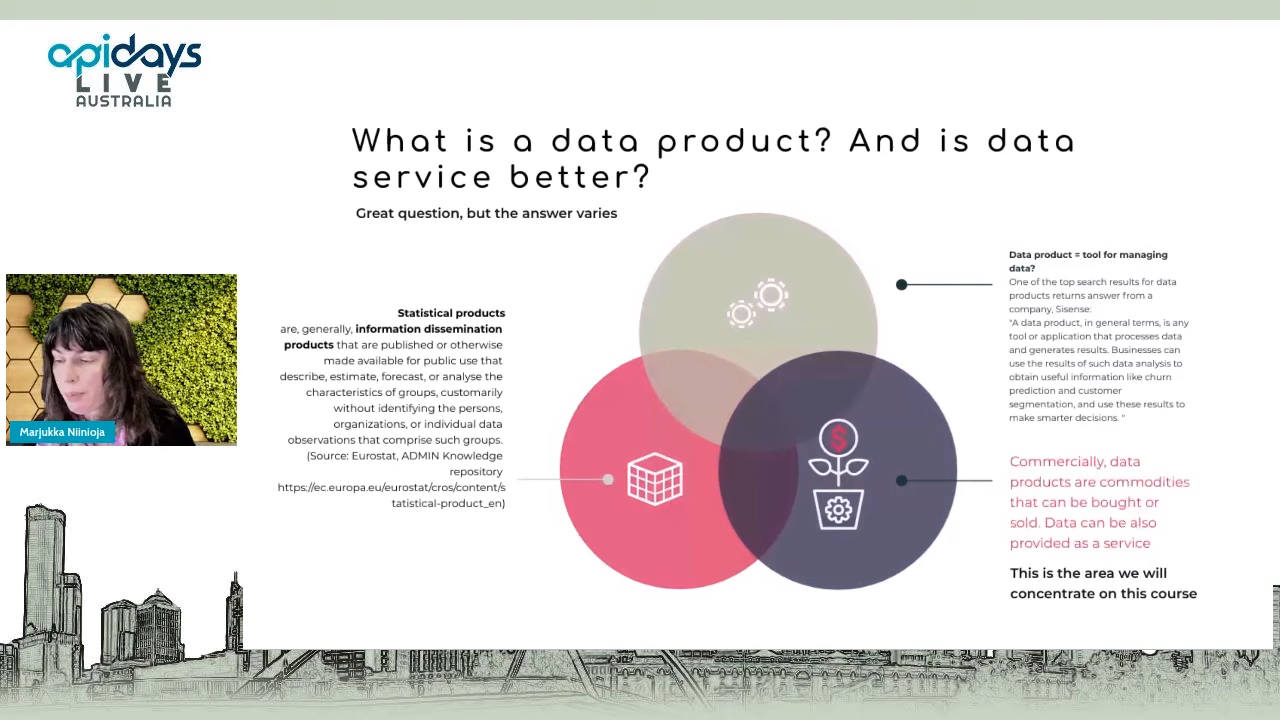 apidays
LIVE
AUSTRALIA
What is a data product? And is data
service better?
Great question, but the answer varies
Statistical products
are, generally, information dissemination
products that are published or otherwise
made available for public use that
describe, estimate, forecast, or analyse the
characteristics of groups, customarily
without identifying the persons,
organizations, or individual data
observations that comprise such groups.
(Source: Eurostat, ADMIN Knowledge
repository
https://ec.europa.eu/eurostat/cros/content/s
tatistical-product_en)
$
Data product = tool for managing
data?
One of the top search results for data
products returns answer from a
company, Sisense:
"A data product, in general terms, is any
tool or application that processes data
and generates results. Businesses can
use the results of such data analysis to
obtain useful information like churn
prediction and customer
segmentation, and use these results to
make smarter decisions. "
Commercially, data
products are commodities
that can be bought or
sold. Data can be also
provided as a service
This is the area we will
concentrate on this course
Marjukka Niinioja